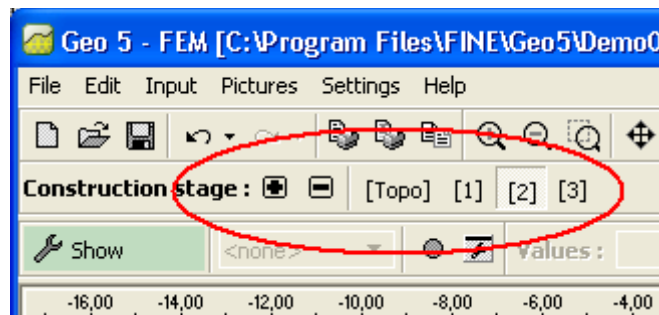 Geo 5 - FEM [C:\Program Files\FINE\Geo5\Demo
File Edit Input Pictures Settings Help
Construction stage : [Topo] [1] [2] [3]
Show <none> Values :
-16,00 -14,00 -12,00 -10,00 -8,00 -6,00 -4,00